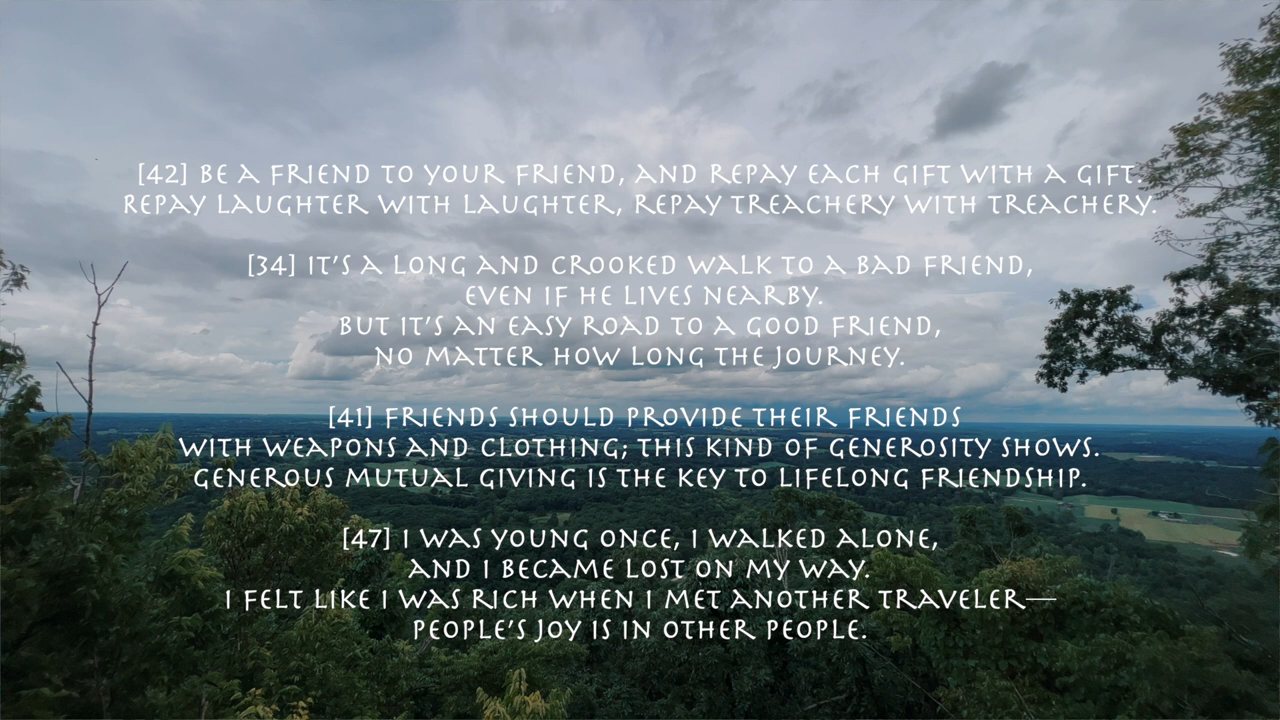 [42] BE A FRIEND TO YOUR FRIEND, AND REPAY EACH GIFT WITH A GIFT.
REPAY LAUGHTER WITH LAUGHTER, REPAY TREACHERY WITH TREACHERY.
[34] IT'S A LONG AND CROOKED WALK TO A BAD FRIEND,
EVEN IF HE LIVES NEARBY.
BUT IT'S AN EASY ROAD TO A GOOD FRIEND,
NO MATTER HOW LONG THE JOURNEY.
[41] FRIENDS SHOULD PROVIDE THEIR FRIENDS
WITH WEAPONS AND CLOTHING; THIS KIND OF GENEROSITY SHOWS.
GENEROUS MUTUAL GIVING IS THE KEY TO LIFELONG FRIENDSHIP.
[47] I WAS YOUNG ONCE, I WALKED ALONE,
AND I BECAME LOST ON MY WAY.
I FELT LIKE I WAS RICH WHEN I MET ANOTHER TRAVELER—
PEOPLE'S JOY IS IN OTHER PEOPLE.